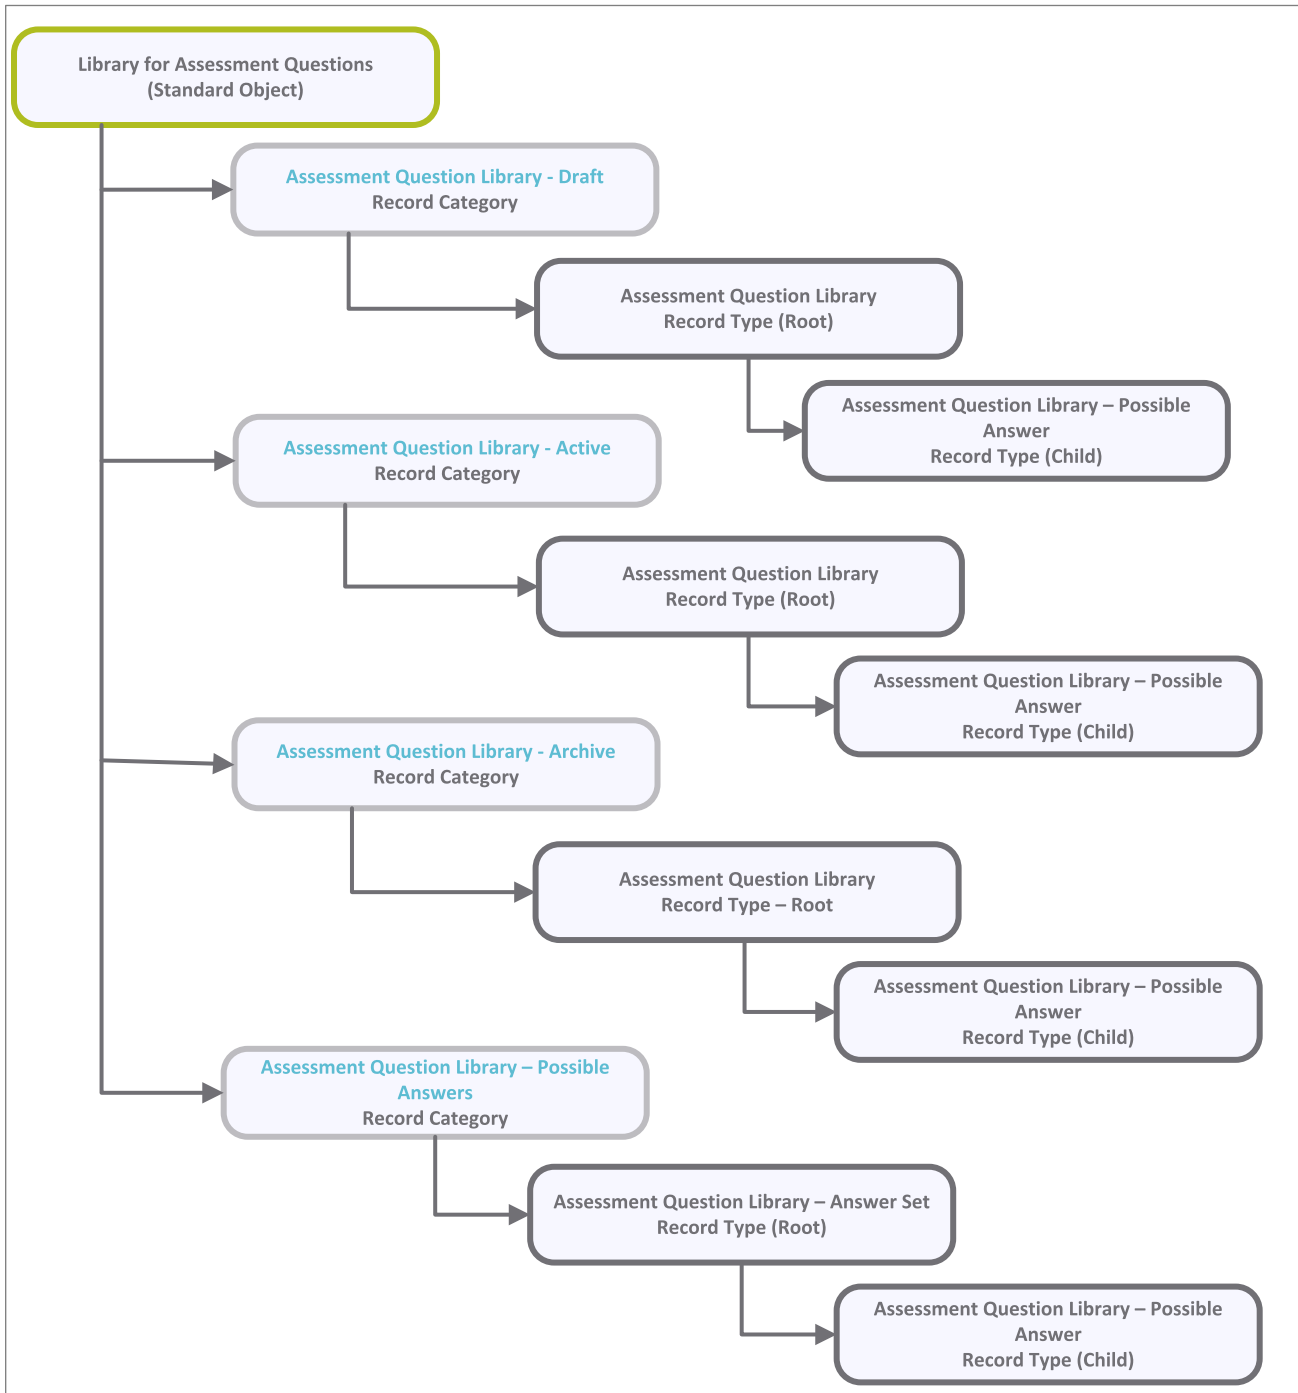 Library for Assessment Questions
(Standard Object)
Assessment Question Library - Draft
Record Category
Assessment Question Library
Record Type (Root)
Assessment Question Library – Possible
Answer
Record Type (Child)
Assessment Question Library - Active
Record Category
Assessment Question Library
Record Type (Root)
Assessment Question Library – Possible
Answer
Record Type (Child)
Assessment Question Library - Archive
Record Category
Assessment Question Library
Record Type – Root
Assessment Question Library – Possible
Answer
Record Type (Child)
Assessment Question Library – Possible
Answers
Record Category
Assessment Question Library – Answer Set
Record Type (Root)
Assessment Question Library – Possible
Answer
Record Type (Child)